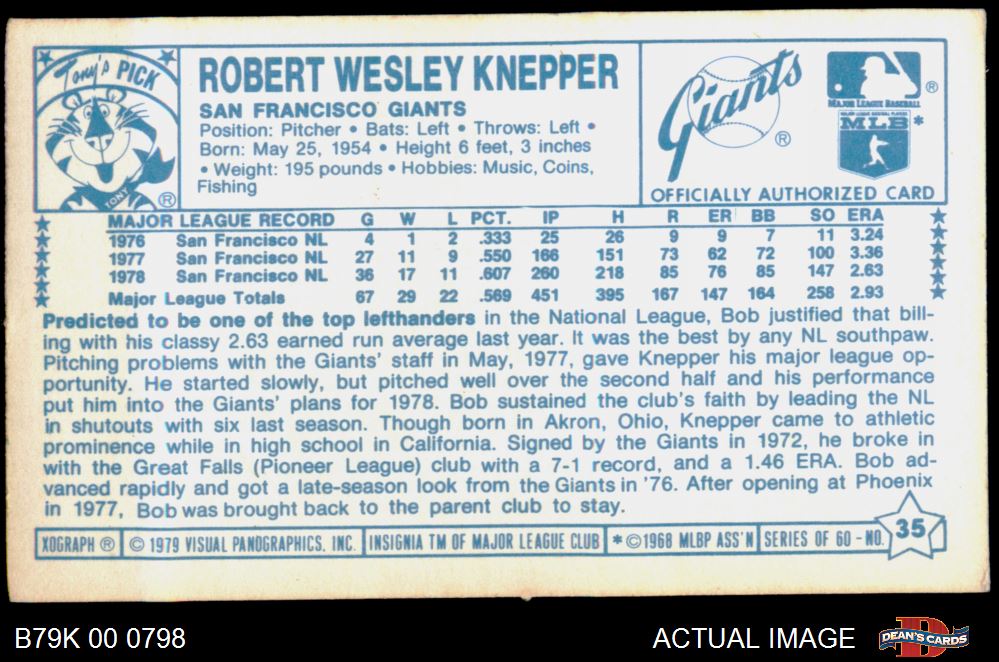 Tony's PICK
TONY ®
ROBERT WESLEY KNEPPER
SAN FRANCISCO GIANTS
Position: Pitcher • Bats: Left • Throws: Left •
Born: May 25, 1954 • Height 6 feet, 3 inches
• Weight: 195 pounds • Hobbies: Music, Coins,
Fishing
Giants ®
®
MAJOR LEAGUE BASEBALL
MLB *
OFFICIALLY AUTHORIZED CARD
MAJOR LEAGUE RECORD G W L PCT. IP H R ER BB SO ERA
1976 San Francisco NL 4 1 2 .333 25 26 9 9 7 11 3.24
1977 San Francisco NL 27 11 9 .550 166 151 73 62 72 100 3.36
1978 San Francisco NL 36 17 11 .607 260 218 85 76 85 147 2.63
Major League Totals 67 29 22 .569 451 395 167 147 164 258 2.93
Predicted to be one of the top lefthanders in the National League, Bob justified that bill-
ing with his classy 2.63 earned run average last year. It was the best by any NL southpaw.
Pitching problems with the Giants' staff in May, 1977, gave Knepper his major league op-
portunity. He started slowly, but pitched well over the second half and his performance
put him into the Giants' plans for 1978. Bob sustained the club's faith by leading the NL
in shutouts with six last season. Though born in Akron, Ohio, Knepper came to athletic
prominence while in high school in California. Signed by the Giants in 1972, he broke in
with the Great Falls (Pioneer League) club with a 7-1 record, and a 1.46 ERA. Bob ad-
vanced rapidly and got a late-season look from the Giants in '76. After opening at Phoenix
in 1977, Bob was brought back to the parent club to stay.
XOGRAPH ® © 1979 VISUAL PANOGRAPHICS, INC. INSIGNIA TM OF MAJOR LEAGUE CLUB * © 1968 MLBP ASS'N SERIES OF 60 - NO. 35
B79K 00 0798
ACTUAL IMAGE
DEAN'S CARDS